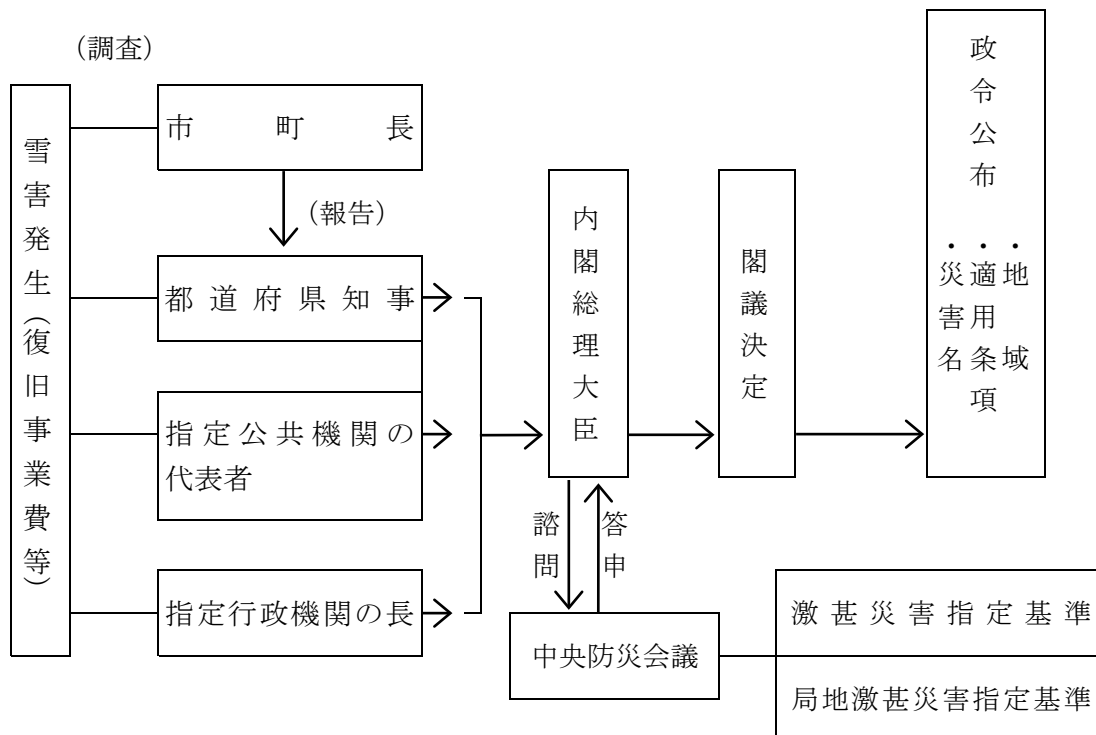 (調査)
雪害発生(復旧事業費等)
市町長
(報告)
都道府県知事
指定公共機関の
代表者
指定行政機関の長
内閣総理大臣
諮問
答申
中央防災会議
激甚災害指定基準
局地激甚災害指定基準
閣議決定
政令公布
・地域
・適用条項
・災害名